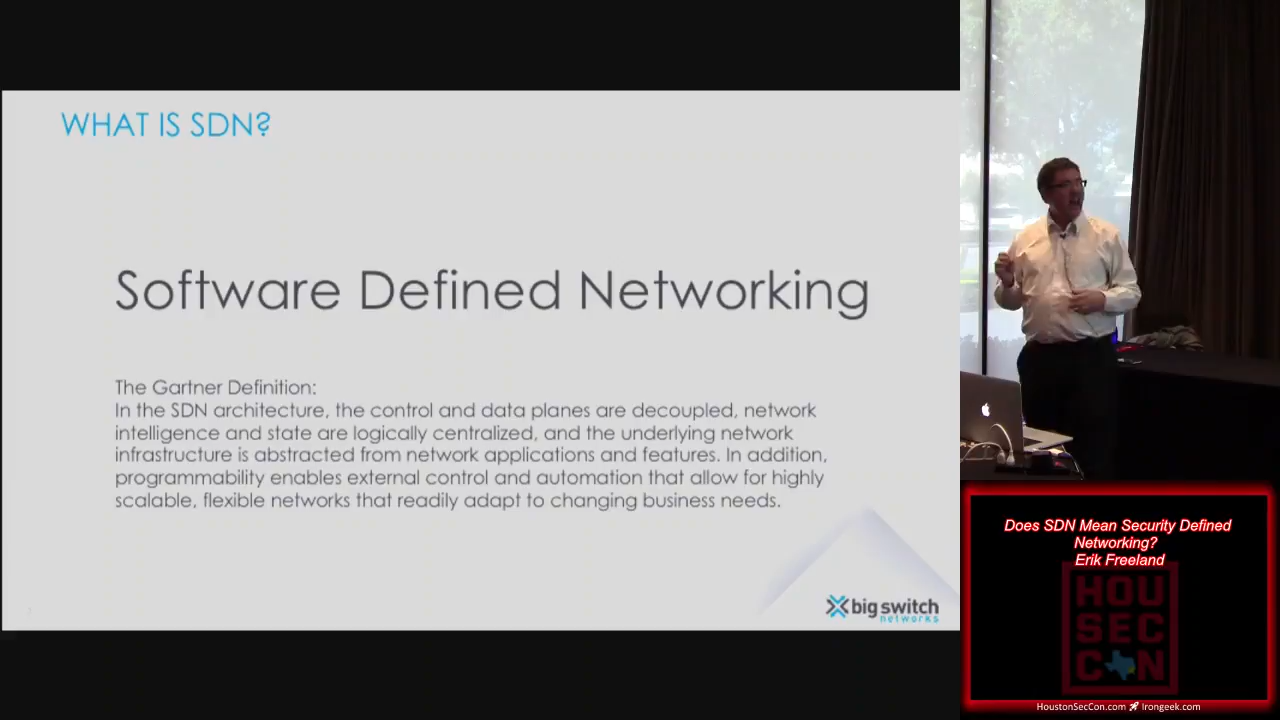 WHAT IS SDN?
Software Defined Networking
The Gartner Definition:
In the SDN architecture, the control and data planes are decoupled, network
intelligence and state are logically centralized, and the underlying network
infrastructure is abstracted from network applications and features. In addition,
programmability enables external control and automation that allow for highly
scalable, flexible networks that readily adapt to changing business needs.
big switch
networks
Does SDN Mean Security Defined
Networking?
Erik Freeland
HOU
SEC
C N
HoustonSecCon.com Irongeek.com